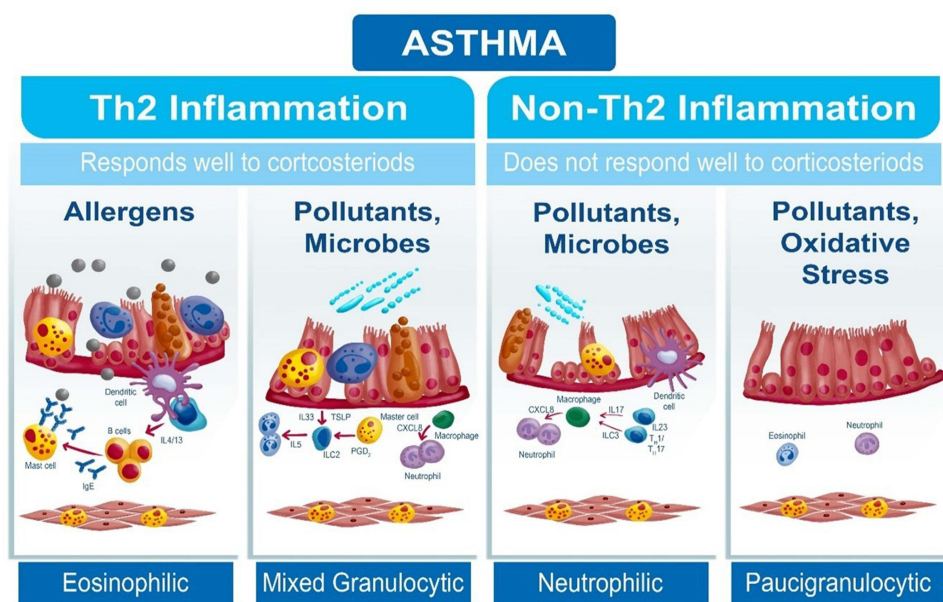 ASTHMA
Th2 Inflammation
Non-Th2 Inflammation
Responds well to cortcosteriods
Does not respond well to corticosteriods
Allergens
Dendritic
cell
B cells
IL4/13
Mast cell
IgE
Eosinophilic
Pollutants,
Microbes
IL33
TSLP
Master cell
CXCL8
Macrophage
IL5
ILC2
PGD2
Neutrophil
Mixed Granulocytic
Pollutants,
Microbes
Macrophage
Dendritic
cell
CXCL8
IL17
IL23
ILC3
TH1/
TH17
Neutrophil
Neutrophilic
Pollutants,
Oxidative
Stress
Eosinophil
Neutrophil
Paucigranulocytic